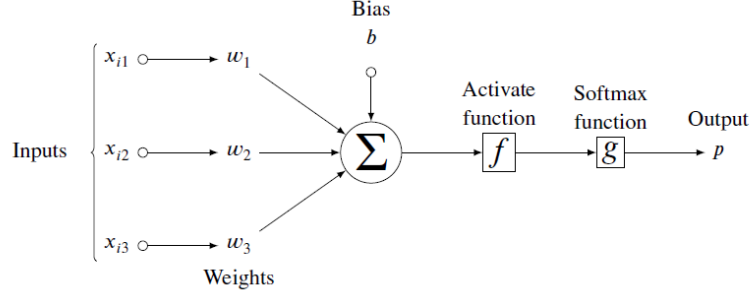 Bias
b
x_{i1} w_1
Activate function
Softmax function
Output
Inputs x_{i2} w_2 Σ f g p
x_{i3} w_3
Weights